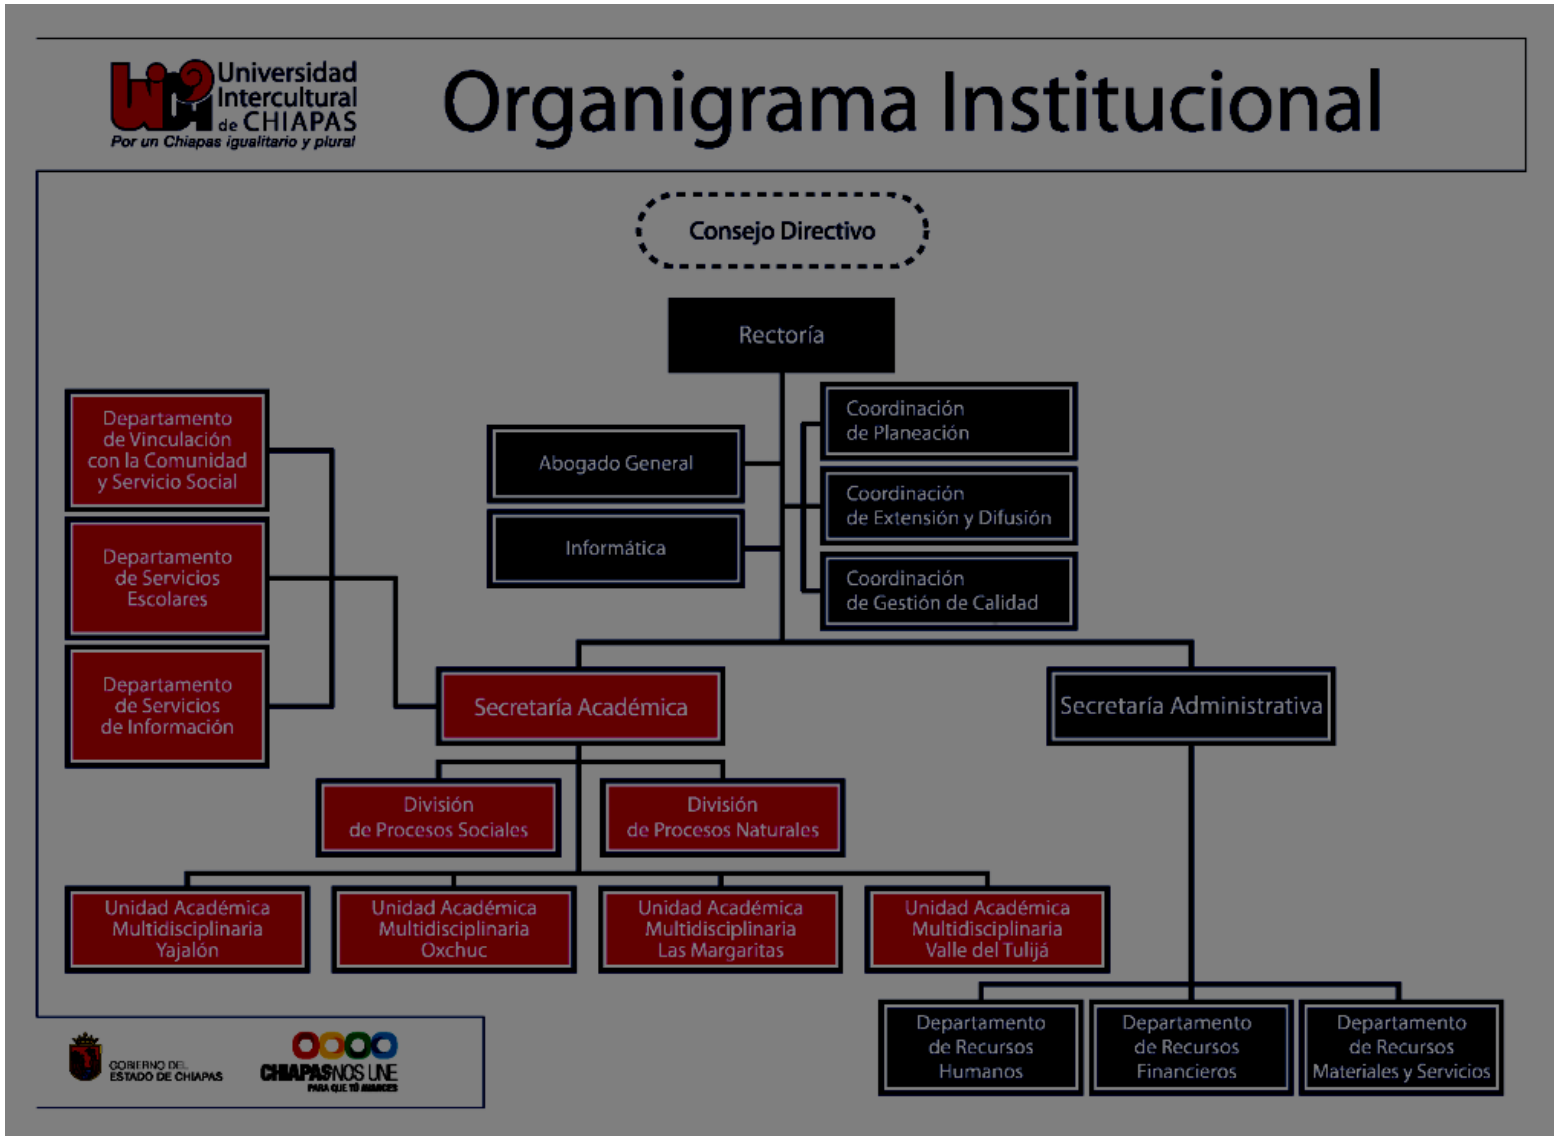 Universidad
Intercultural
de CHIAPAS
Por un Chiapas igualitario y plural
Organigrama Institucional
Consejo Directivo
Rectoría
Coordinación
de Planeación
Abogado General
Coordinación
de Extensión y Difusión
Informática
Coordinación
de Gestión de Calidad
Departamento
de Vinculación
con la Comunidad
y Servicio Social
Departamento
de Servicios
Escolares
Departamento
de Servicios
de Información
Secretaría Académica
Secretaría Administrativa
División
de Procesos Sociales
División
de Procesos Naturales
Unidad Académica
Multidisciplinaria
Yajalón
Unidad Académica
Multidisciplinaria
Oxchuc
Unidad Académica
Multidisciplinaria
Las Margaritas
Unidad Académica
Multidisciplinaria
Valle del Tulijá
Departamento
de Recursos
Humanos
Departamento
de Recursos
Financieros
Departamento
de Recursos
Materiales y Servicios
GOBIERNO DEL
ESTADO DE CHIAPAS
CHIAPASNOS UNE
PARA QUE TÚ AVANCES